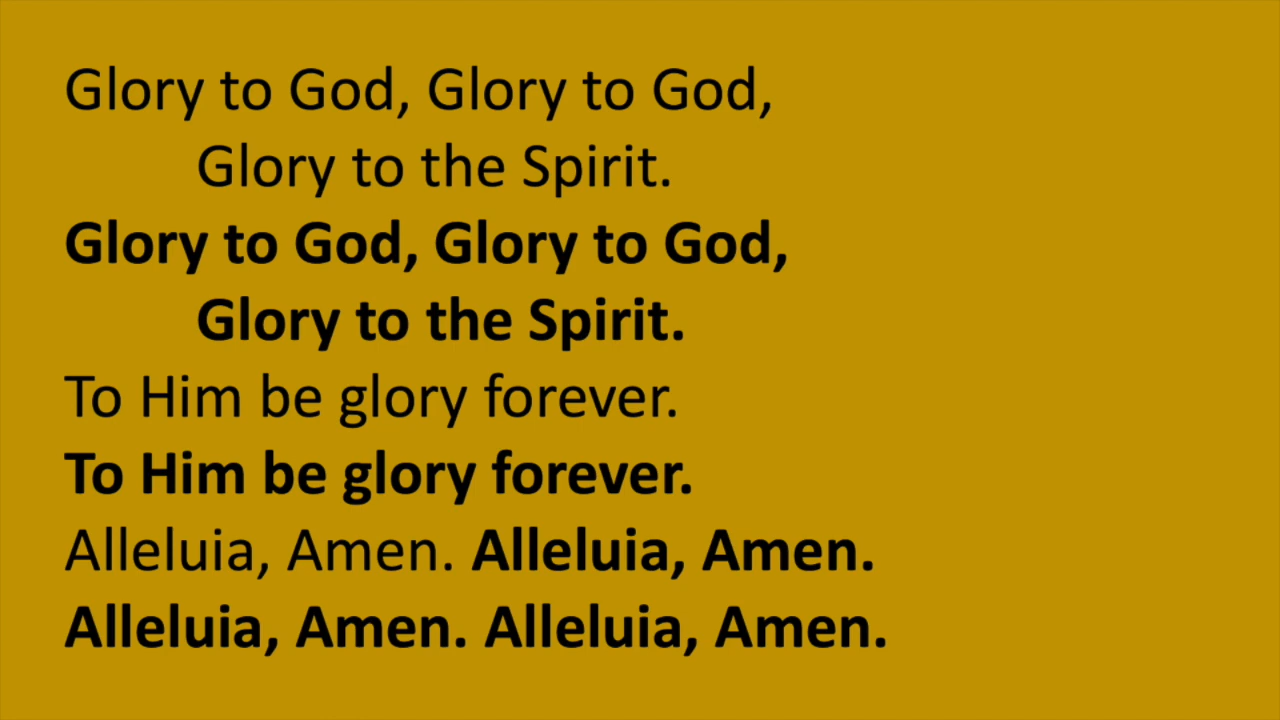 Glory to God, Glory to God,
Glory to the Spirit.
Glory to God, Glory to God,
Glory to the Spirit.
To Him be glory forever.
To Him be glory forever.
Alleluia, Amen. Alleluia, Amen.
Alleluia, Amen. Alleluia, Amen.